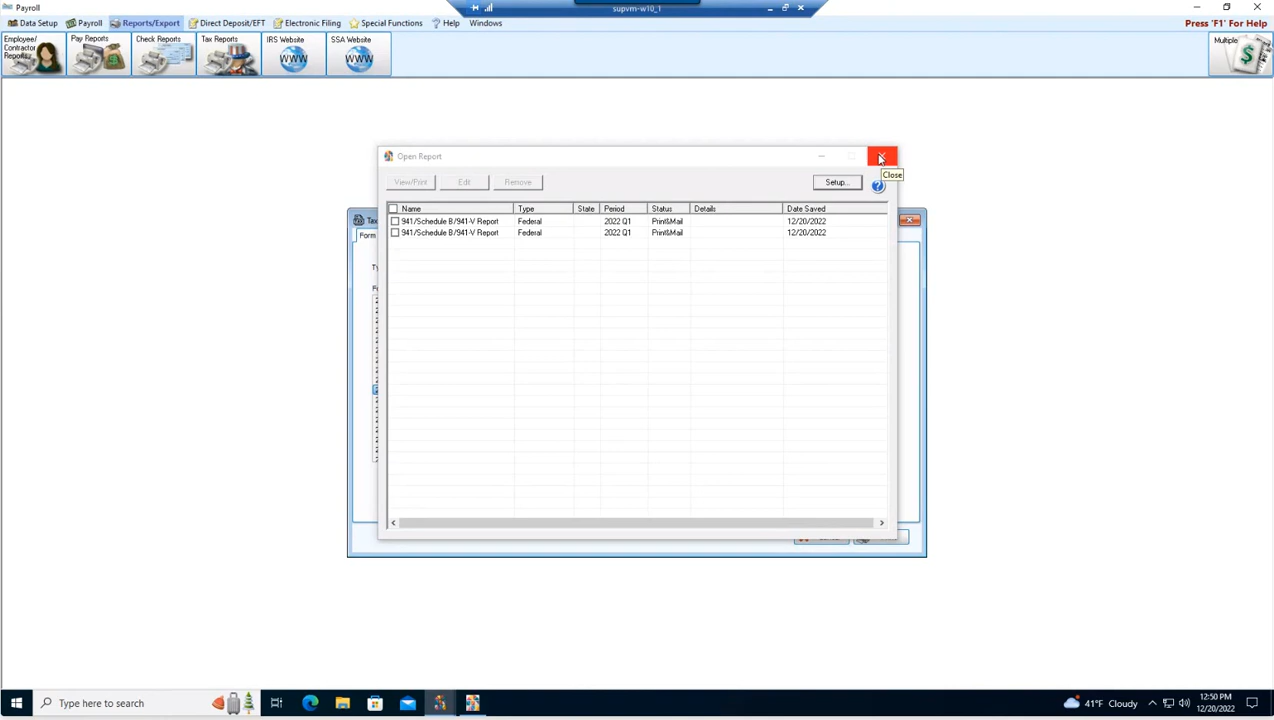 Payroll
supvm-w10_1
Data Setup Payroll Reports/Export Direct Deposit/EFT Electronic Filing Special Functions Help Windows Press 'F1' For Help
Employee/
Contractor
Reports
Pay Reports
Check Reports
Tax Reports
IRS Website
WWW
SSA Website
WWW
Multiple
Open Report
Close
View/Print Edit Remove Setup...
Name Type State Period Status Details Date Saved
941/Schedule B/941-V Report Federal 2022 Q1 Print&Mail 12/20/2022
941/Schedule B/941-V Report Federal 2022 Q1 Print&Mail 12/20/2022
Tax
Form
Ty
Type here to search
41°F Cloudy
12:50 PM
12/20/2022